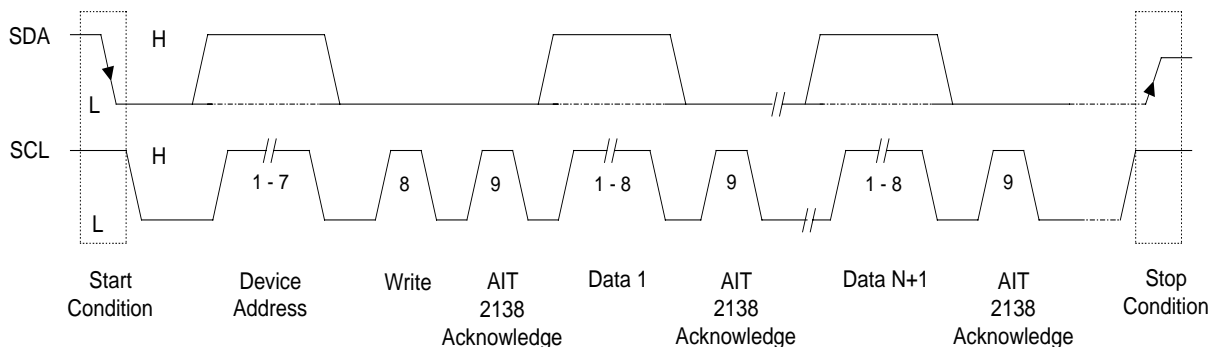 SDA H
L
SCL H
1 - 7 8 9 1 - 8 9 1 - 8 9
L
Start Device Write AIT Data 1 AIT Data N+1 AIT Stop
Condition Address 2138 2138 2138 Condition
Acknowledge Acknowledge Acknowledge